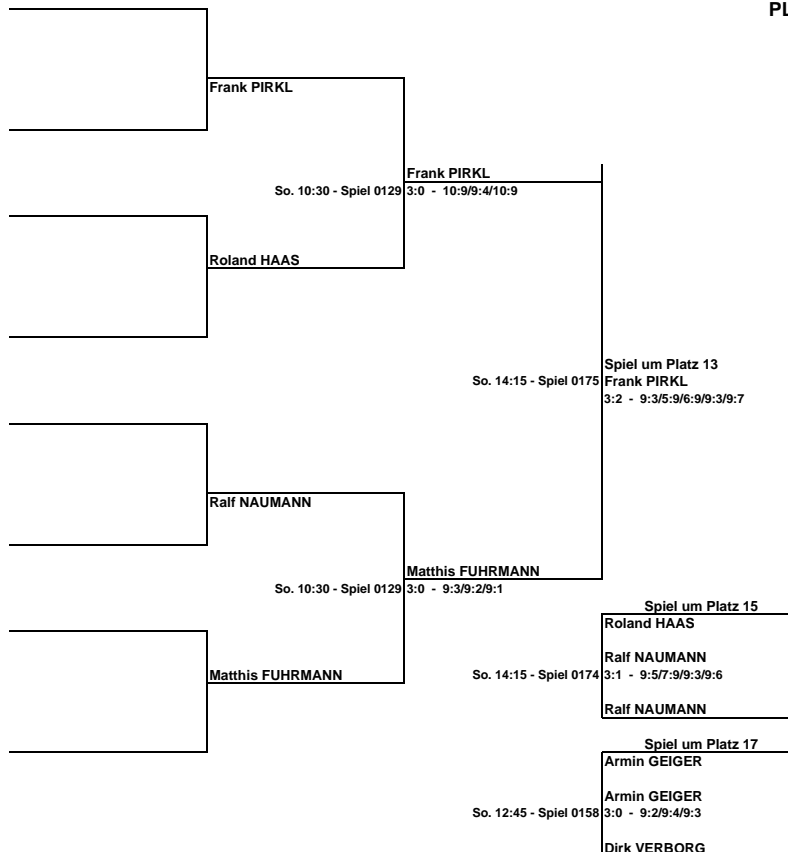 PL
Frank PIRKL
Frank PIRKL
So. 10:30 - Spiel 0129 3:0 - 10:9/9:4/10:9
Roland HAAS
Spiel um Platz 13
So. 14:15 - Spiel 0175 Frank PIRKL
3:2 - 9:3/5:9/6:9/9:3/9:7
Ralf NAUMANN
Matthis FUHRMANN
So. 10:30 - Spiel 0129 3:0 - 9:3/9:2/9:1
Spiel um Platz 15
Roland HAAS
Ralf NAUMANN
Matthis FUHRMANN
So. 14:15 - Spiel 0174 3:1 - 9:5/7:9/9:3/9:6
Ralf NAUMANN
Spiel um Platz 17
Armin GEIGER
Armin GEIGER
So. 12:45 - Spiel 0158 3:0 - 9:2/9:4/9:3
Dirk VERBORG